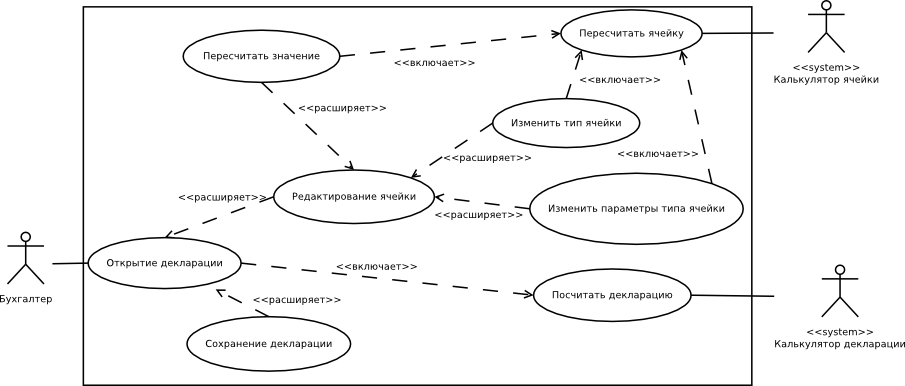 Пересчитать ячейку
Пересчитать значение
<<включает>>
<<system>>
Калькулятор ячейки
<<включает>>
<<расширяет>>
Изменить тип ячейки
<<включает>>
<<расширяет>>
Редактирование ячейки
<<расширяет>>
Изменить параметры типа ячейки
<<расширяет>>
Открытие декларации
<<включает>>
Бухгалтер
Посчитать декларацию
<<расширяет>>
<<system>>
Калькулятор декларации
Сохранение декларации